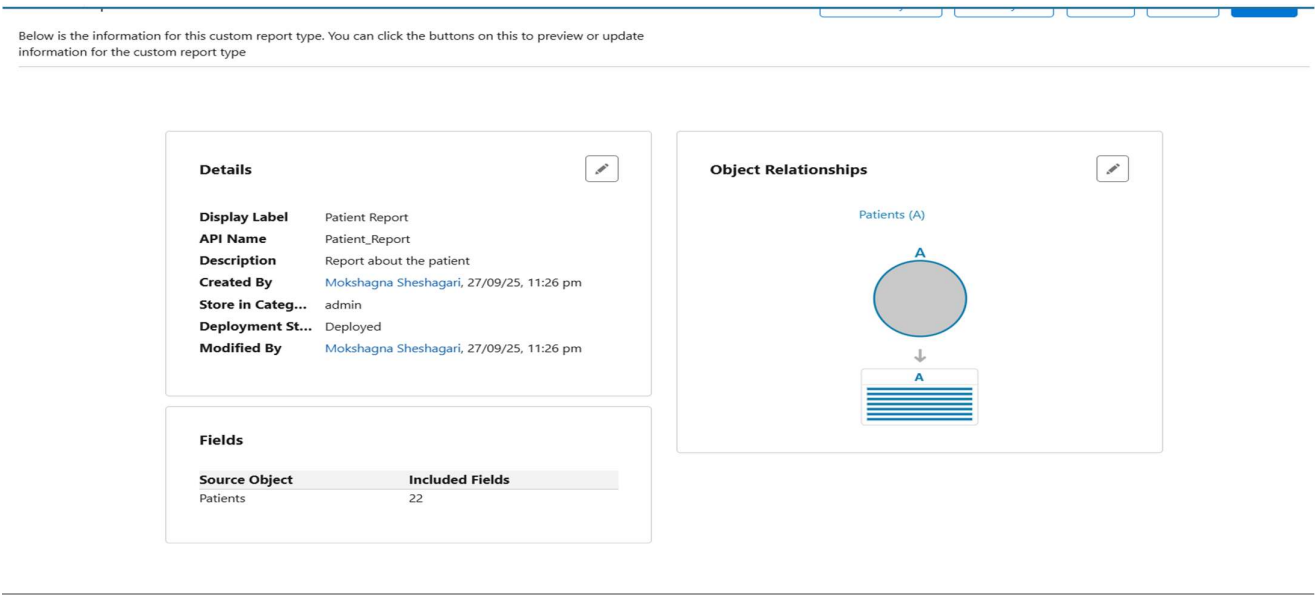 Below is the information for this custom report type. You can click the buttons on this to preview or update
information for the custom report type
Details
Display Label Patient Report
API Name Patient_Report
Description Report about the patient
Created By Mokshagna Sheshagari, 27/09/25, 11:26 pm
Store in Categ... admin
Deployment St... Deployed
Modified By Mokshagna Sheshagari, 27/09/25, 11:26 pm
Fields
Source Object Included Fields
Patients 22
Object Relationships
Patients (A)
A
A